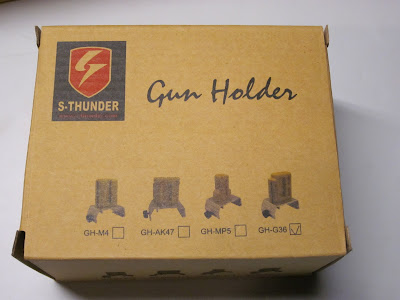 S-THUNDER
Gun Holder
GH-M4 GH-AK47 GH-MP5 GH-G36